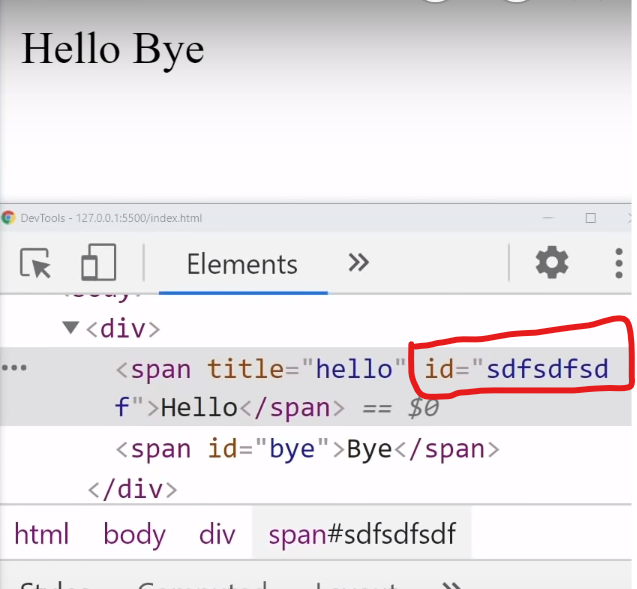 Hello Bye
DevTools - 127.0.0.1:5500/index.html
Elements »
<body>
▼<div>
<span title="hello" id="sdfsdfsd
f">Hello</span> == $0
<span id="bye">Bye</span>
</div>
html body div span#sdfsdfsdf
Styles Computed Layout »